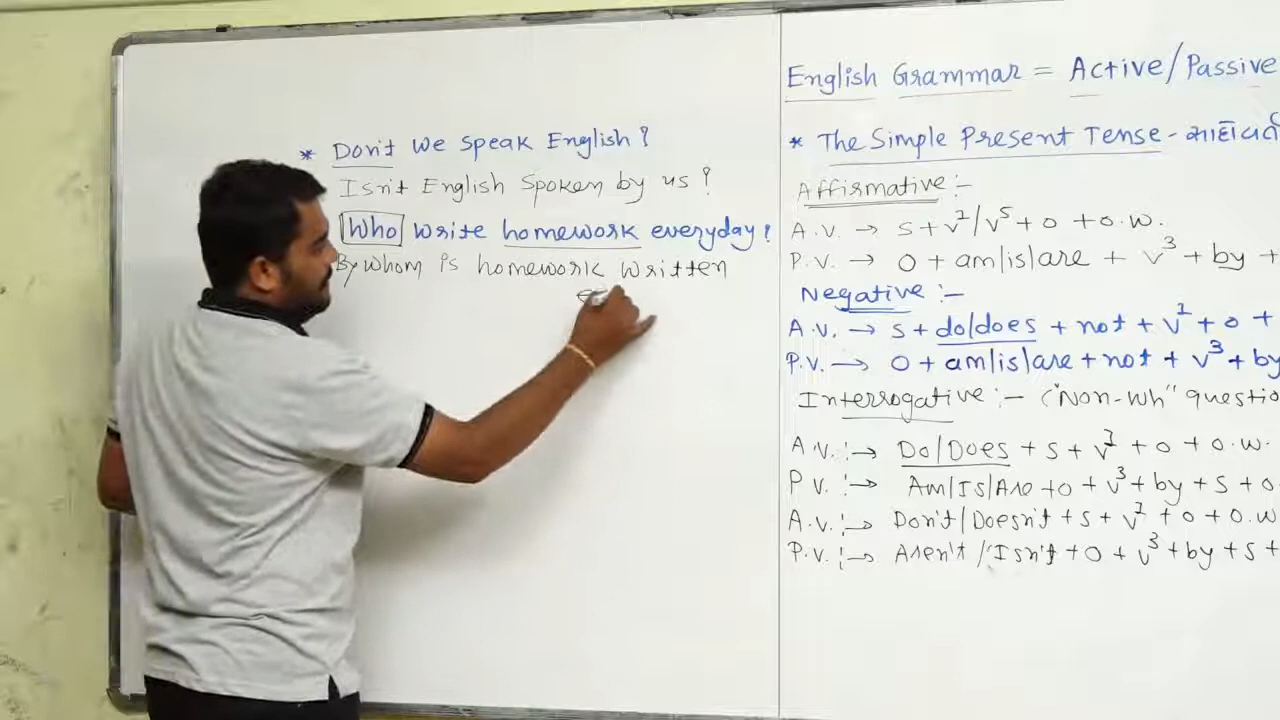 * Don't we speak English?
Isn't English spoken by us?
Who write homework everyday?
By whom is homework written
English Grammar = Active/Passive
* The Simple Present Tense -
Affirmative :-
A.V. → S + V²/V⁵ + O + O.W.
P.V. → O + am/is/are + V³ + by +
Negative :-
A.V. → S + do/does + not + V¹ + O +
P.V. → O + am/is/are + not + V³ + by
Interrogative :- ("Non-Wh" questio
A.V. :→ Do/Does + S + V¹ + O + O.W.
P.V. :→ Am/Is/Are + O + V³ + by + S + O.
A.V. :→ Don't/Doesn't + S + V¹ + O + O.W
P.V. :→ Aren't/Isn't + O + V³ + by + S +